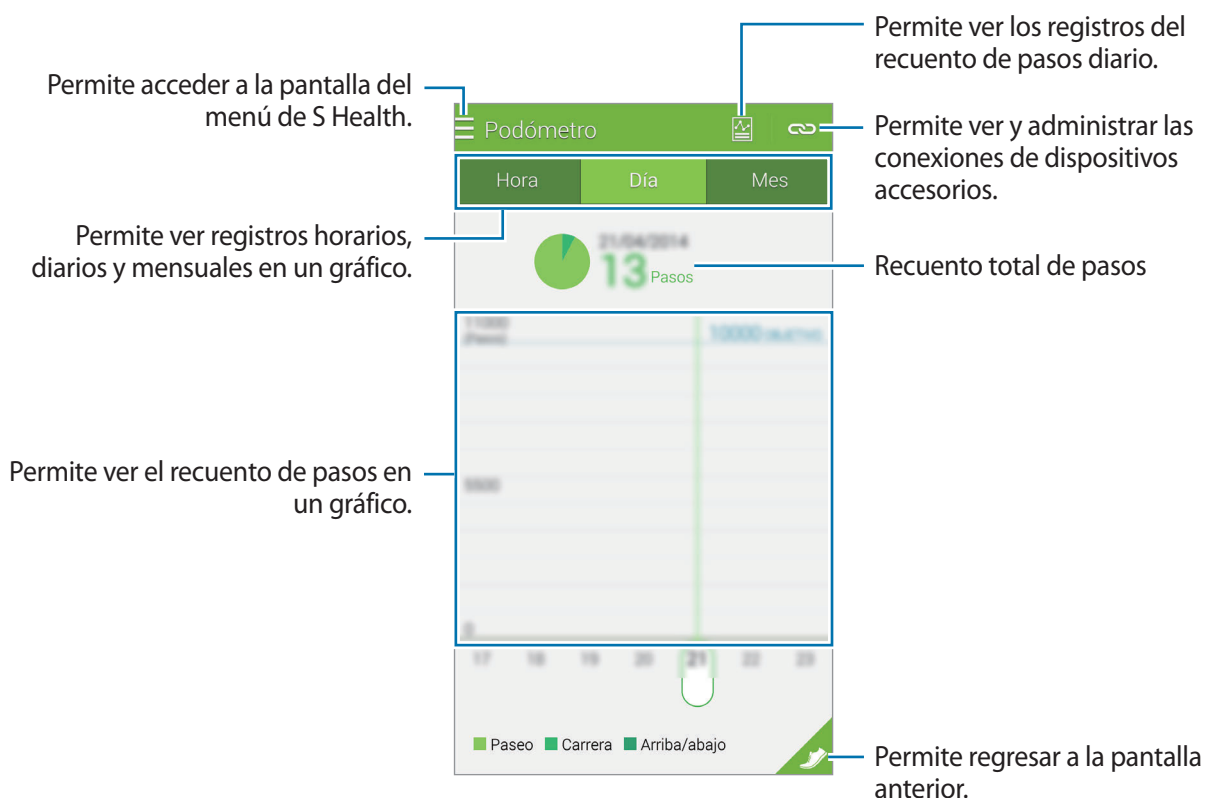 Permite ver los registros del
recuento de pasos diario.
Permite acceder a la pantalla del
menú de S Health.
Podómetro
Permite ver y administrar las
conexiones de dispositivos
accesorios.
Hora Día Mes
Permite ver registros horarios,
diarios y mensuales en un gráfico.
21/04/2014
13 Pasos
Recuento total de pasos
11000
(Pasos)
10000 OBJETIVO
Permite ver el recuento de pasos en
un gráfico.
5500
0
17 18 19 20 21 22 23
Paseo Carrera Arriba/abajo
Permite regresar a la pantalla
anterior.